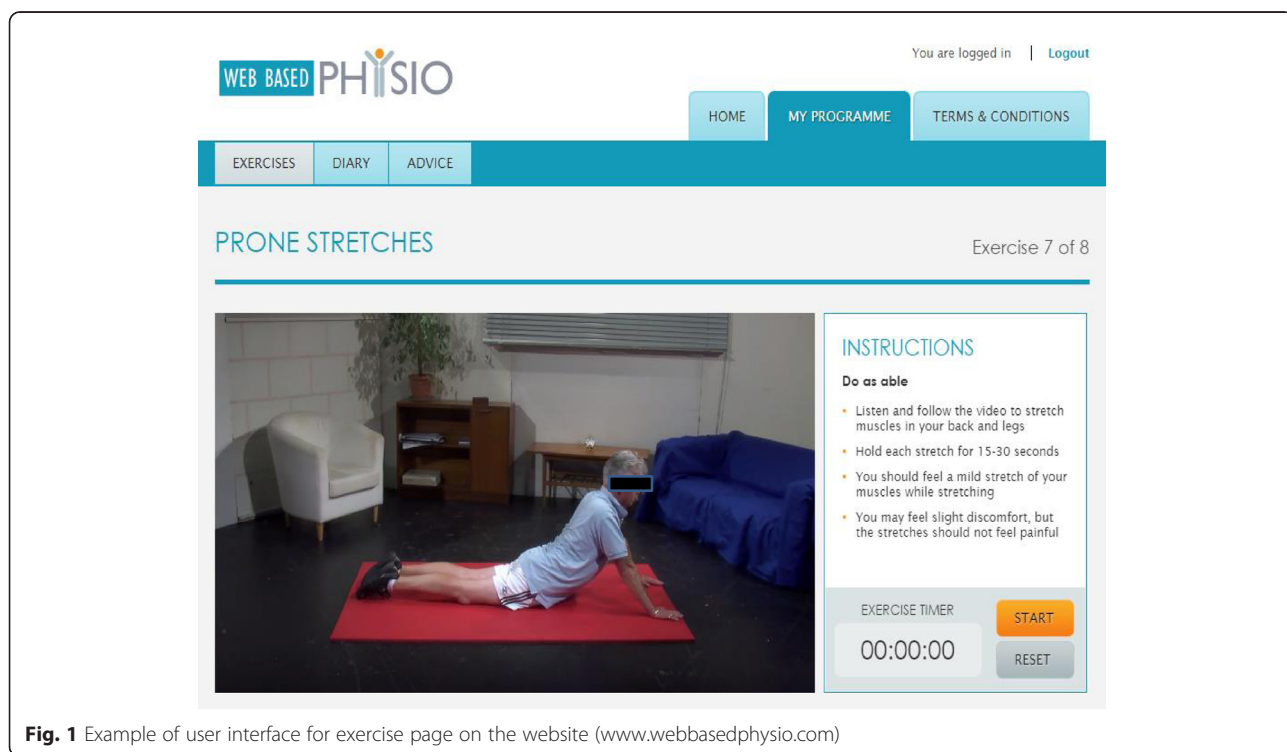 You are logged in | Logout
WEB BASED PHYSIO
HOME MY PROGRAMME TERMS & CONDITIONS
EXERCISES DIARY ADVICE
PRONE STRETCHES
Exercise 7 of 8
INSTRUCTIONS
Do as able
• Listen and follow the video to stretch
muscles in your back and legs
• Hold each stretch for 15-30 seconds
• You should feel a mild stretch of your
muscles while stretching
• You may feel slight discomfort, but
the stretches should not feel painful
EXERCISE TIMER
START
00:00:00
RESET
Fig. 1 Example of user interface for exercise page on the website (www.webbasedphysio.com)